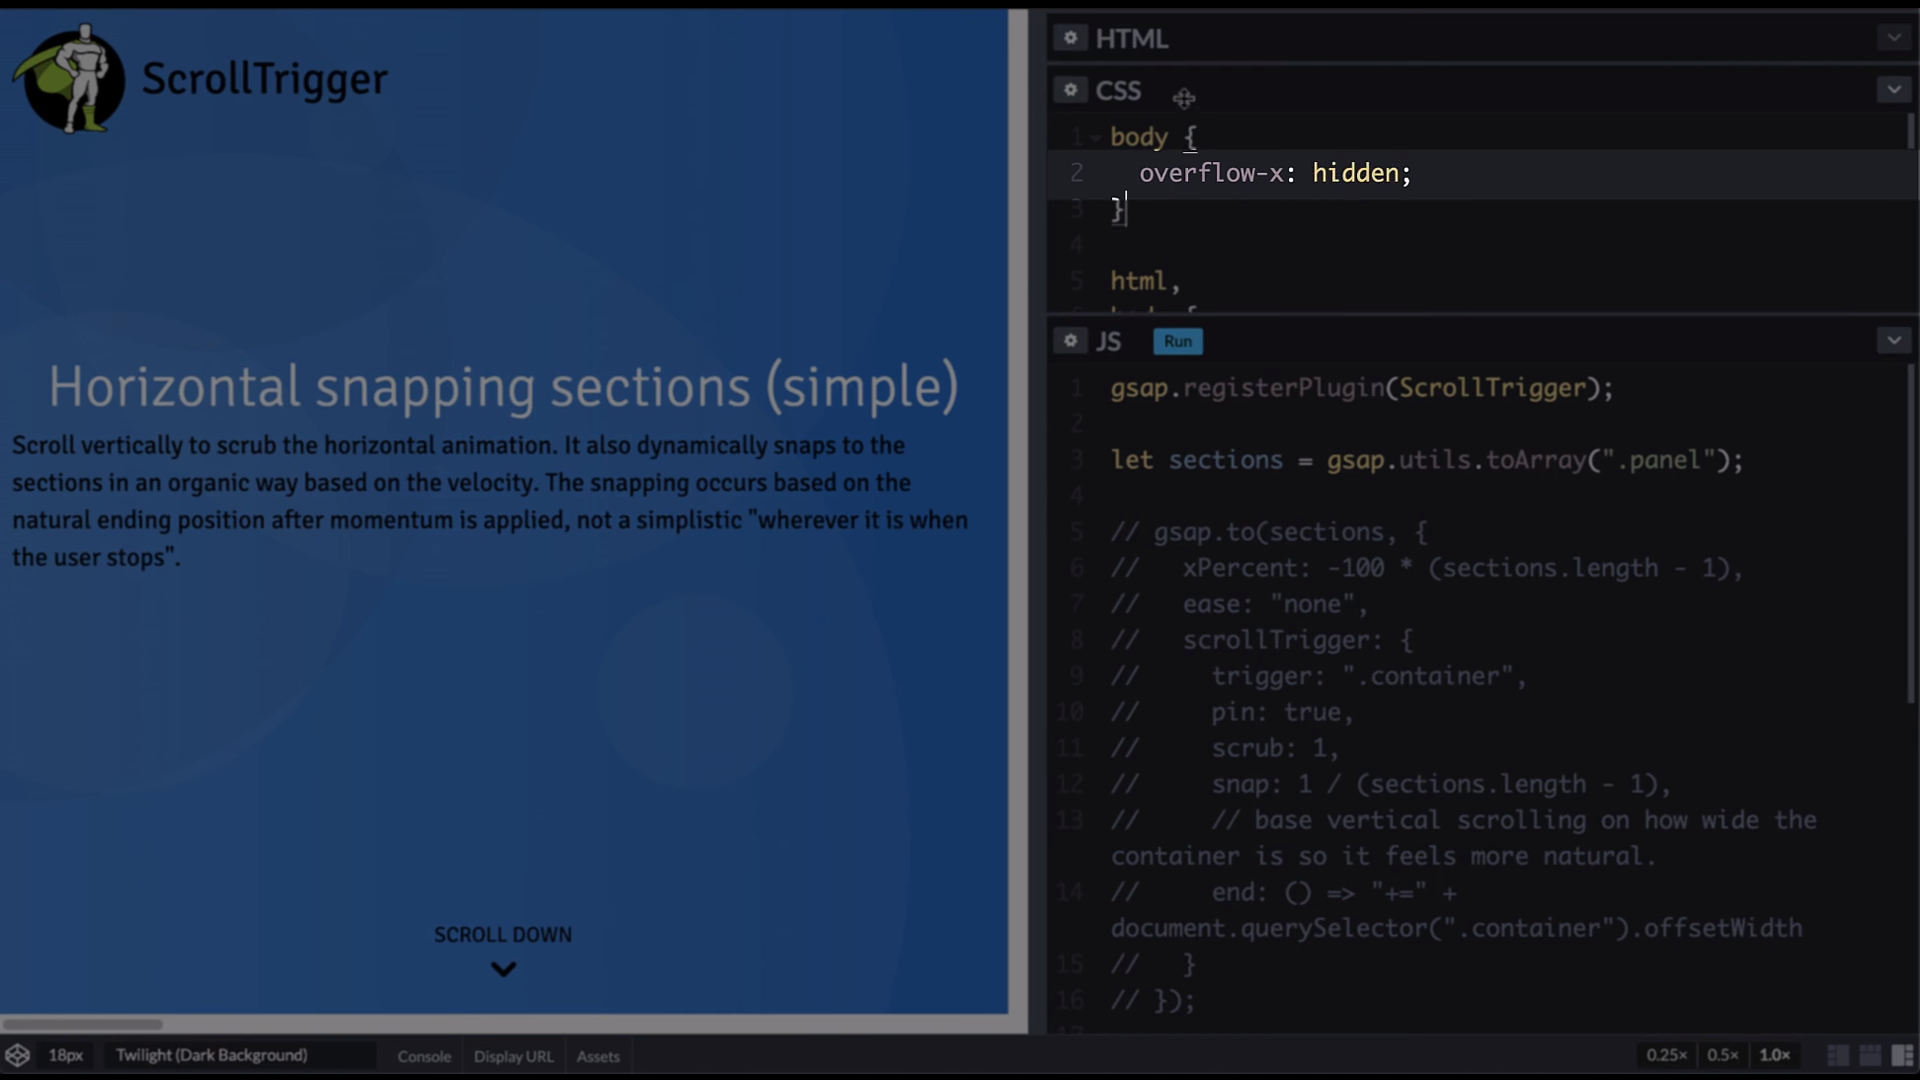 ScrollTrigger
Horizontal snapping sections (simple)
Scroll vertically to scrub the horizontal animation. It also dynamically snaps to the
sections in an organic way based on the velocity. The snapping occurs based on the
natural ending position after momentum is applied, not a simplistic "wherever it is when
the user stops".
SCROLL DOWN
HTML
CSS
1 body {
2 overflow-x: hidden;
3 }
4
5 html,
JS Run
1 gsap.registerPlugin(ScrollTrigger);
2
3 let sections = gsap.utils.toArray(".panel");
4
5 // gsap.to(sections, {
6 // xPercent: -100 * (sections.length - 1),
7 // ease: "none",
8 // scrollTrigger: {
9 // trigger: ".container",
10 // pin: true,
11 // scrub: 1,
12 // snap: 1 / (sections.length - 1),
13 // // base vertical scrolling on how wide the
container is so it feels more natural.
14 // end: () => "+=" +
document.querySelector(".container").offsetWidth
15 // }
16 // });
18px Twilight (Dark Background) Console Display URL Assets 0.25× 0.5× 1.0×